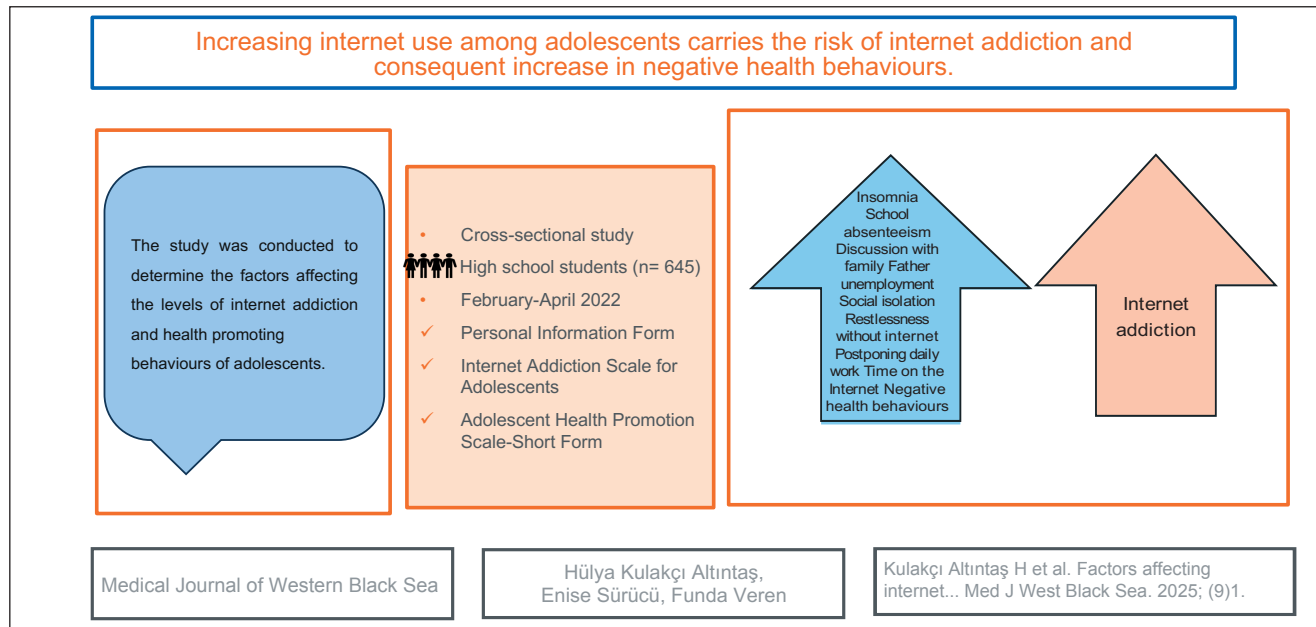 Increasing internet use among adolescents carries the risk of internet addiction and
consequent increase in negative health behaviours.
The study was conducted to
determine the factors affecting
the levels of internet addiction
and health promoting
behaviours of adolescents.
• Cross-sectional study
High school students (n= 645)
• February-April 2022
✓ Personal Information Form
✓ Internet Addiction Scale for
Adolescents
✓ Adolescent Health Promotion
Scale-Short Form
Insomnia
School
absenteeism
Discussion with
family Father
unemployment
Social isolation
Restlessness
without internet
Postponing daily
work Time on the
Internet Negative
health behaviours
Internet
addiction
Medical Journal of Western Black Sea
Hülya Kulakçı Altıntaş,
Enise Sürücü, Funda Veren
Kulakçı Altıntaş H et al. Factors affecting
internet... Med J West Black Sea. 2025; (9)1.